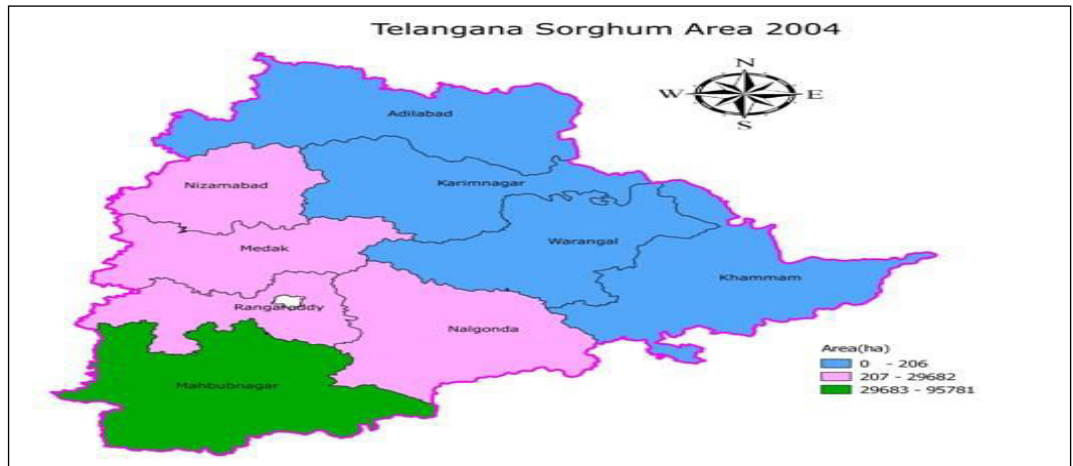 Telangana Sorghum Area 2004
N
W E
S
Adilabad
Nizamabad
Karimnagar
Medak
Warangal
Khammam
Rangareddy
Nalgonda
Mahbubnagar
Area(ha)
0 - 206
207 - 29682
29683 - 95781